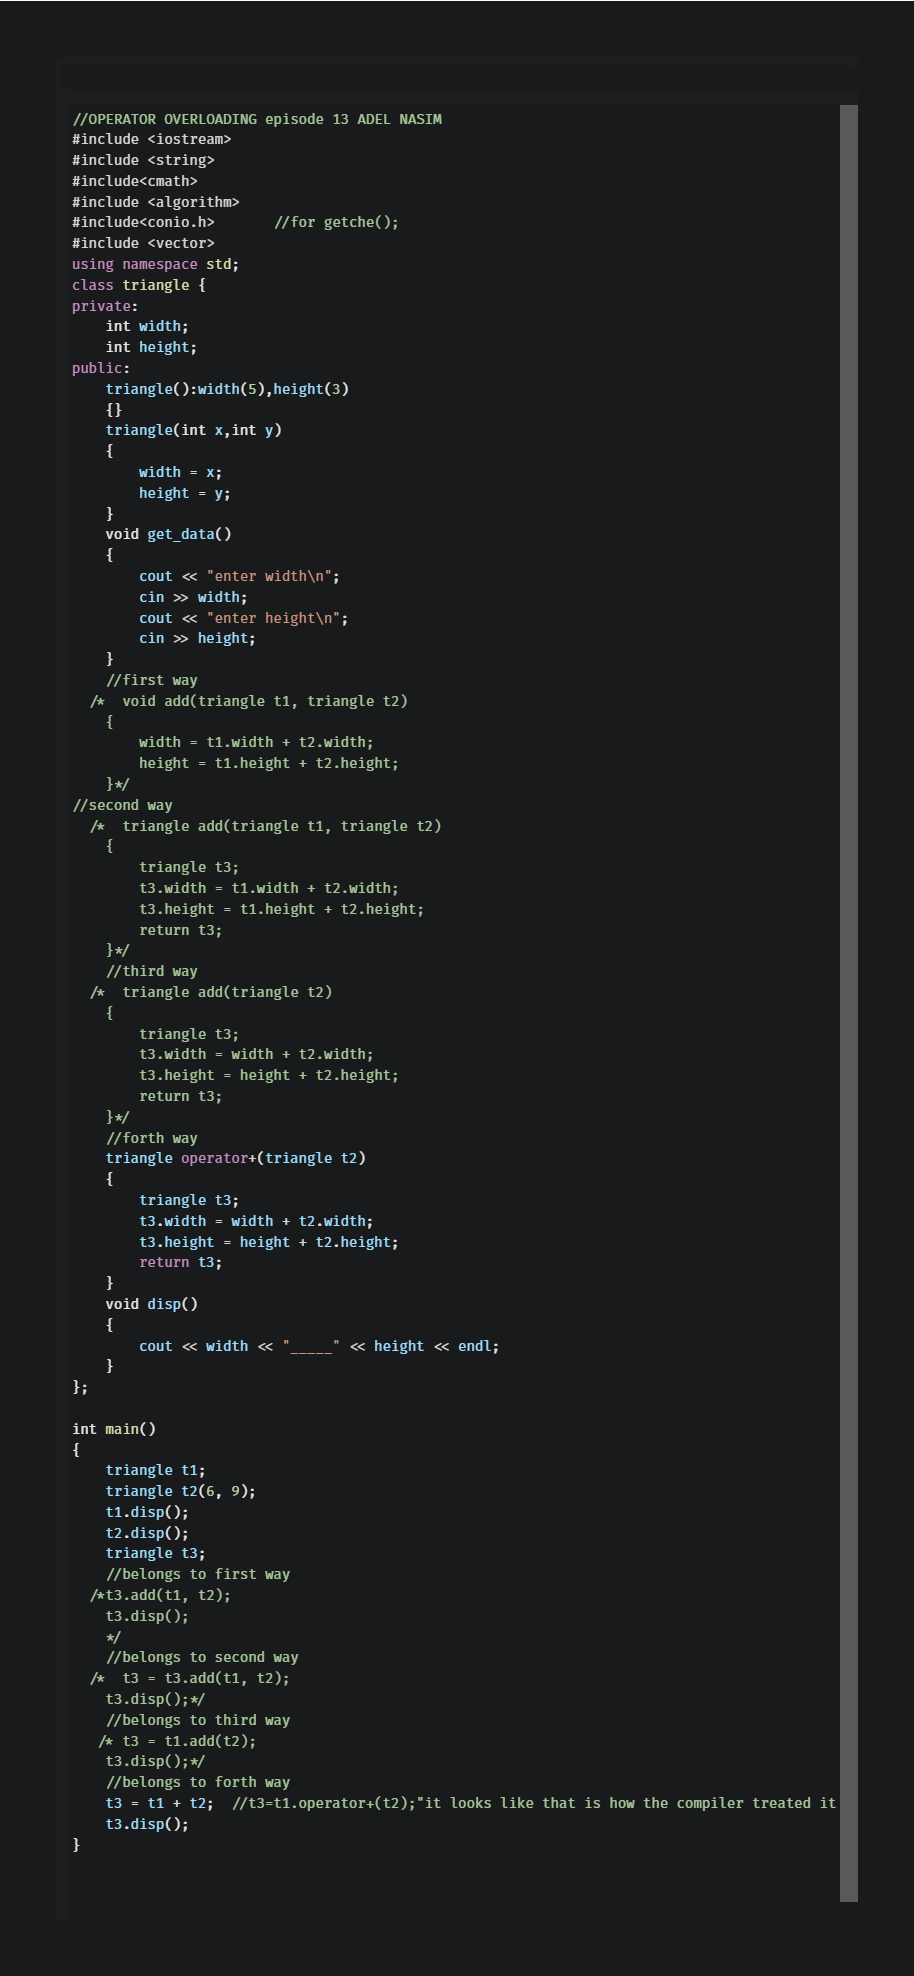 //OPERATOR OVERLOADING episode 13 ADEL NASIM
#include <iostream>
#include <string>
#include<cmath>
#include <algorithm>
#include<conio.h>       //for getche();
#include <vector>
using namespace std;
class triangle {
private:
    int width;
    int height;
public:
    triangle():width(5),height(3)
    {}
    triangle(int x,int y)
    {
        width = x;
        height = y;
    }
    void get_data()
    {
        cout << "enter width\n";
        cin >> width;
        cout << "enter height\n";
        cin >> height;
    }
    //first way
  /*  void add(triangle t1, triangle t2)
    {
        width = t1.width + t2.width;
        height = t1.height + t2.height;
    }*/
//second way
  /*  triangle add(triangle t1, triangle t2)
    {
        triangle t3;
        t3.width = t1.width + t2.width;
        t3.height = t1.height + t2.height;
        return t3;
    }*/
    //third way
  /*  triangle add(triangle t2)
    {
        triangle t3;
        t3.width = width + t2.width;
        t3.height = height + t2.height;
        return t3;
    }*/
    //forth way
    triangle operator+(triangle t2)
    {
        triangle t3;
        t3.width = width + t2.width;
        t3.height = height + t2.height;
        return t3;
    }
    void disp()
    {
        cout << width << "_____" << height << endl;
    }
};

int main()
{
    triangle t1;
    triangle t2(6, 9);
    t1.disp();
    t2.disp();
    triangle t3;
    //belongs to first way
  /*t3.add(t1, t2);
    t3.disp();
    */
    //belongs to second way
  /*  t3 = t3.add(t1, t2);
    t3.disp();*/
    //belongs to third way
   /* t3 = t1.add(t2);
    t3.disp();*/
    //belongs to forth way
    t3 = t1 + t2;  //t3=t1.operator+(t2);"it looks like that is how the compiler treated it
    t3.disp();
}